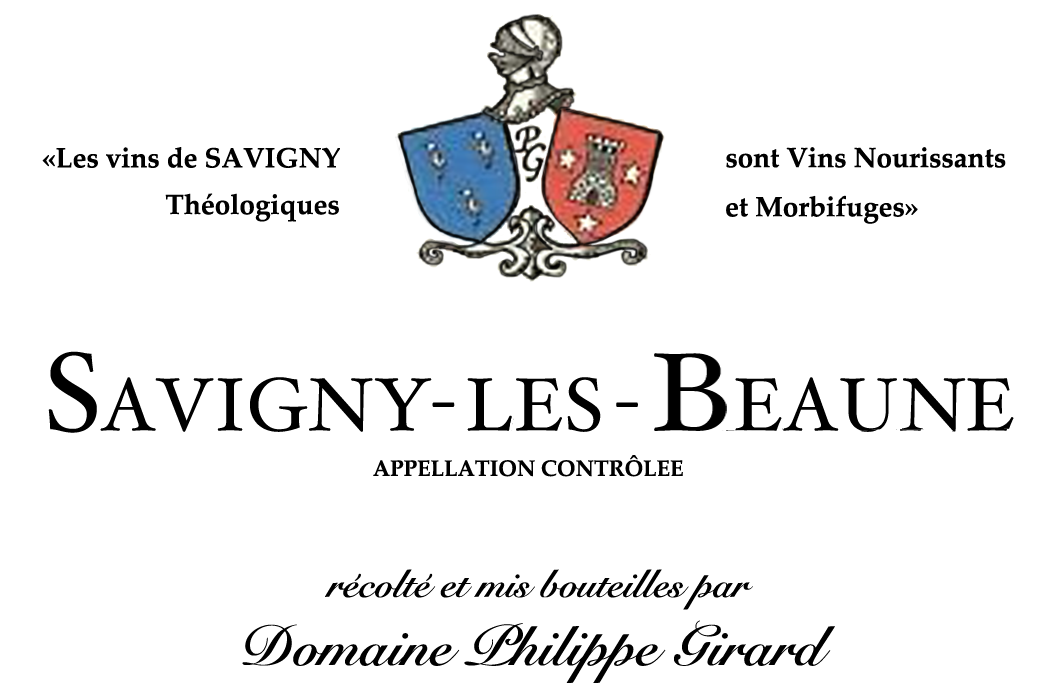 «Les vins de SAVIGNY
Théologiques
sont Vins Nourissants
et Morbifuges»
PG
SAVIGNY-LES-BEAUNE
APPELLATION CONTRÔLEE
récolté et mis bouteilles par
Domaine Philippe Girard